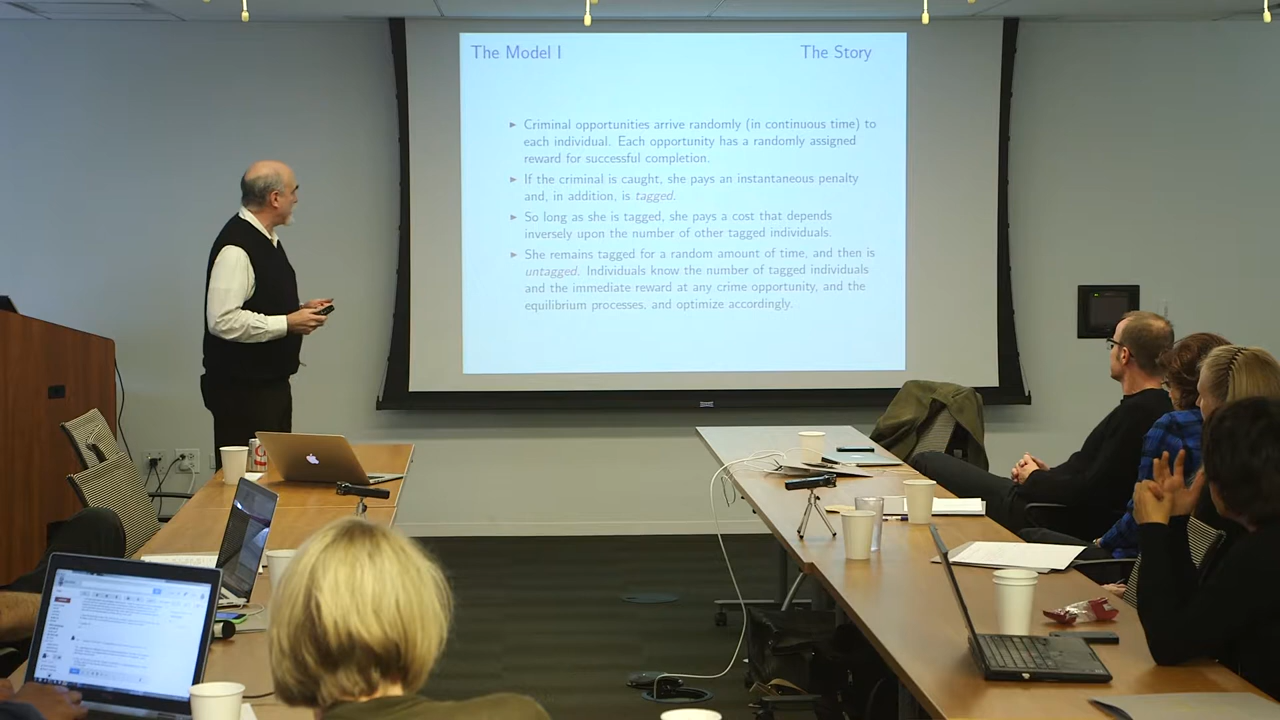 The Model I The Story
▶ Criminal opportunities arrive randomly (in continuous time) to
each individual. Each opportunity has a randomly assigned
reward for successful completion.
▶ If the criminal is caught, she pays an instantaneous penalty
and, in addition, is tagged.
▶ So long as she is tagged, she pays a cost that depends
inversely upon the number of other tagged individuals.
▶ She remains tagged for a random amount of time, and then is
untagged. Individuals know the number of tagged individuals
and the immediate reward at any crime opportunity, and the
equilibrium processes, and optimize accordingly.